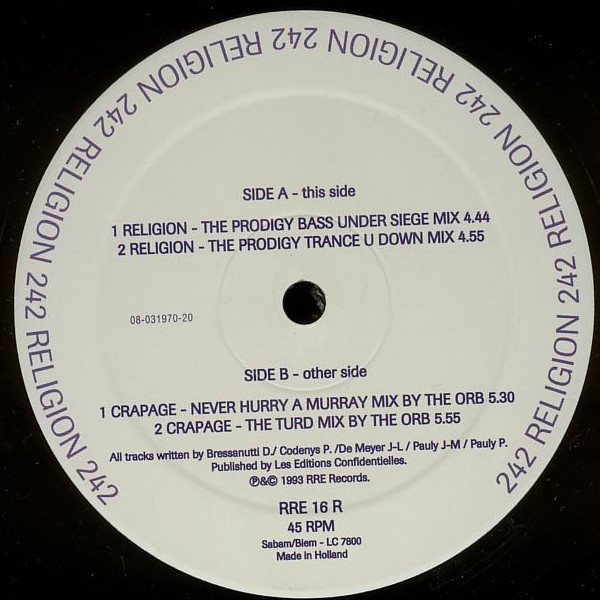 242 RELIGION 242 RELIGION 242 RELIGION 242 RELIGION 242 RELIGION 242 RELIGION 242
SIDE A - this side
1 RELIGION - THE PRODIGY BASS UNDER SIEGE MIX 4.44
2 RELIGION - THE PRODIGY TRANCE U DOWN MIX 4.55
08-031970-20
SIDE B - other side
1 CRAPAGE - NEVER HURRY A MURRAY MIX BY THE ORB 5.30
2 CRAPAGE - THE TURD MIX BY THE ORB 5.55
All tracks written by Bressanutti D./ Codenys P. /De Meyer J-L / Pauly J-M / Pauly P.
Published by Les Editions Confidentielles.
℗&© 1993 RRE Records.
RRE 16 R
45 RPM
Sabam/Biem - LC 7800
Made in Holland